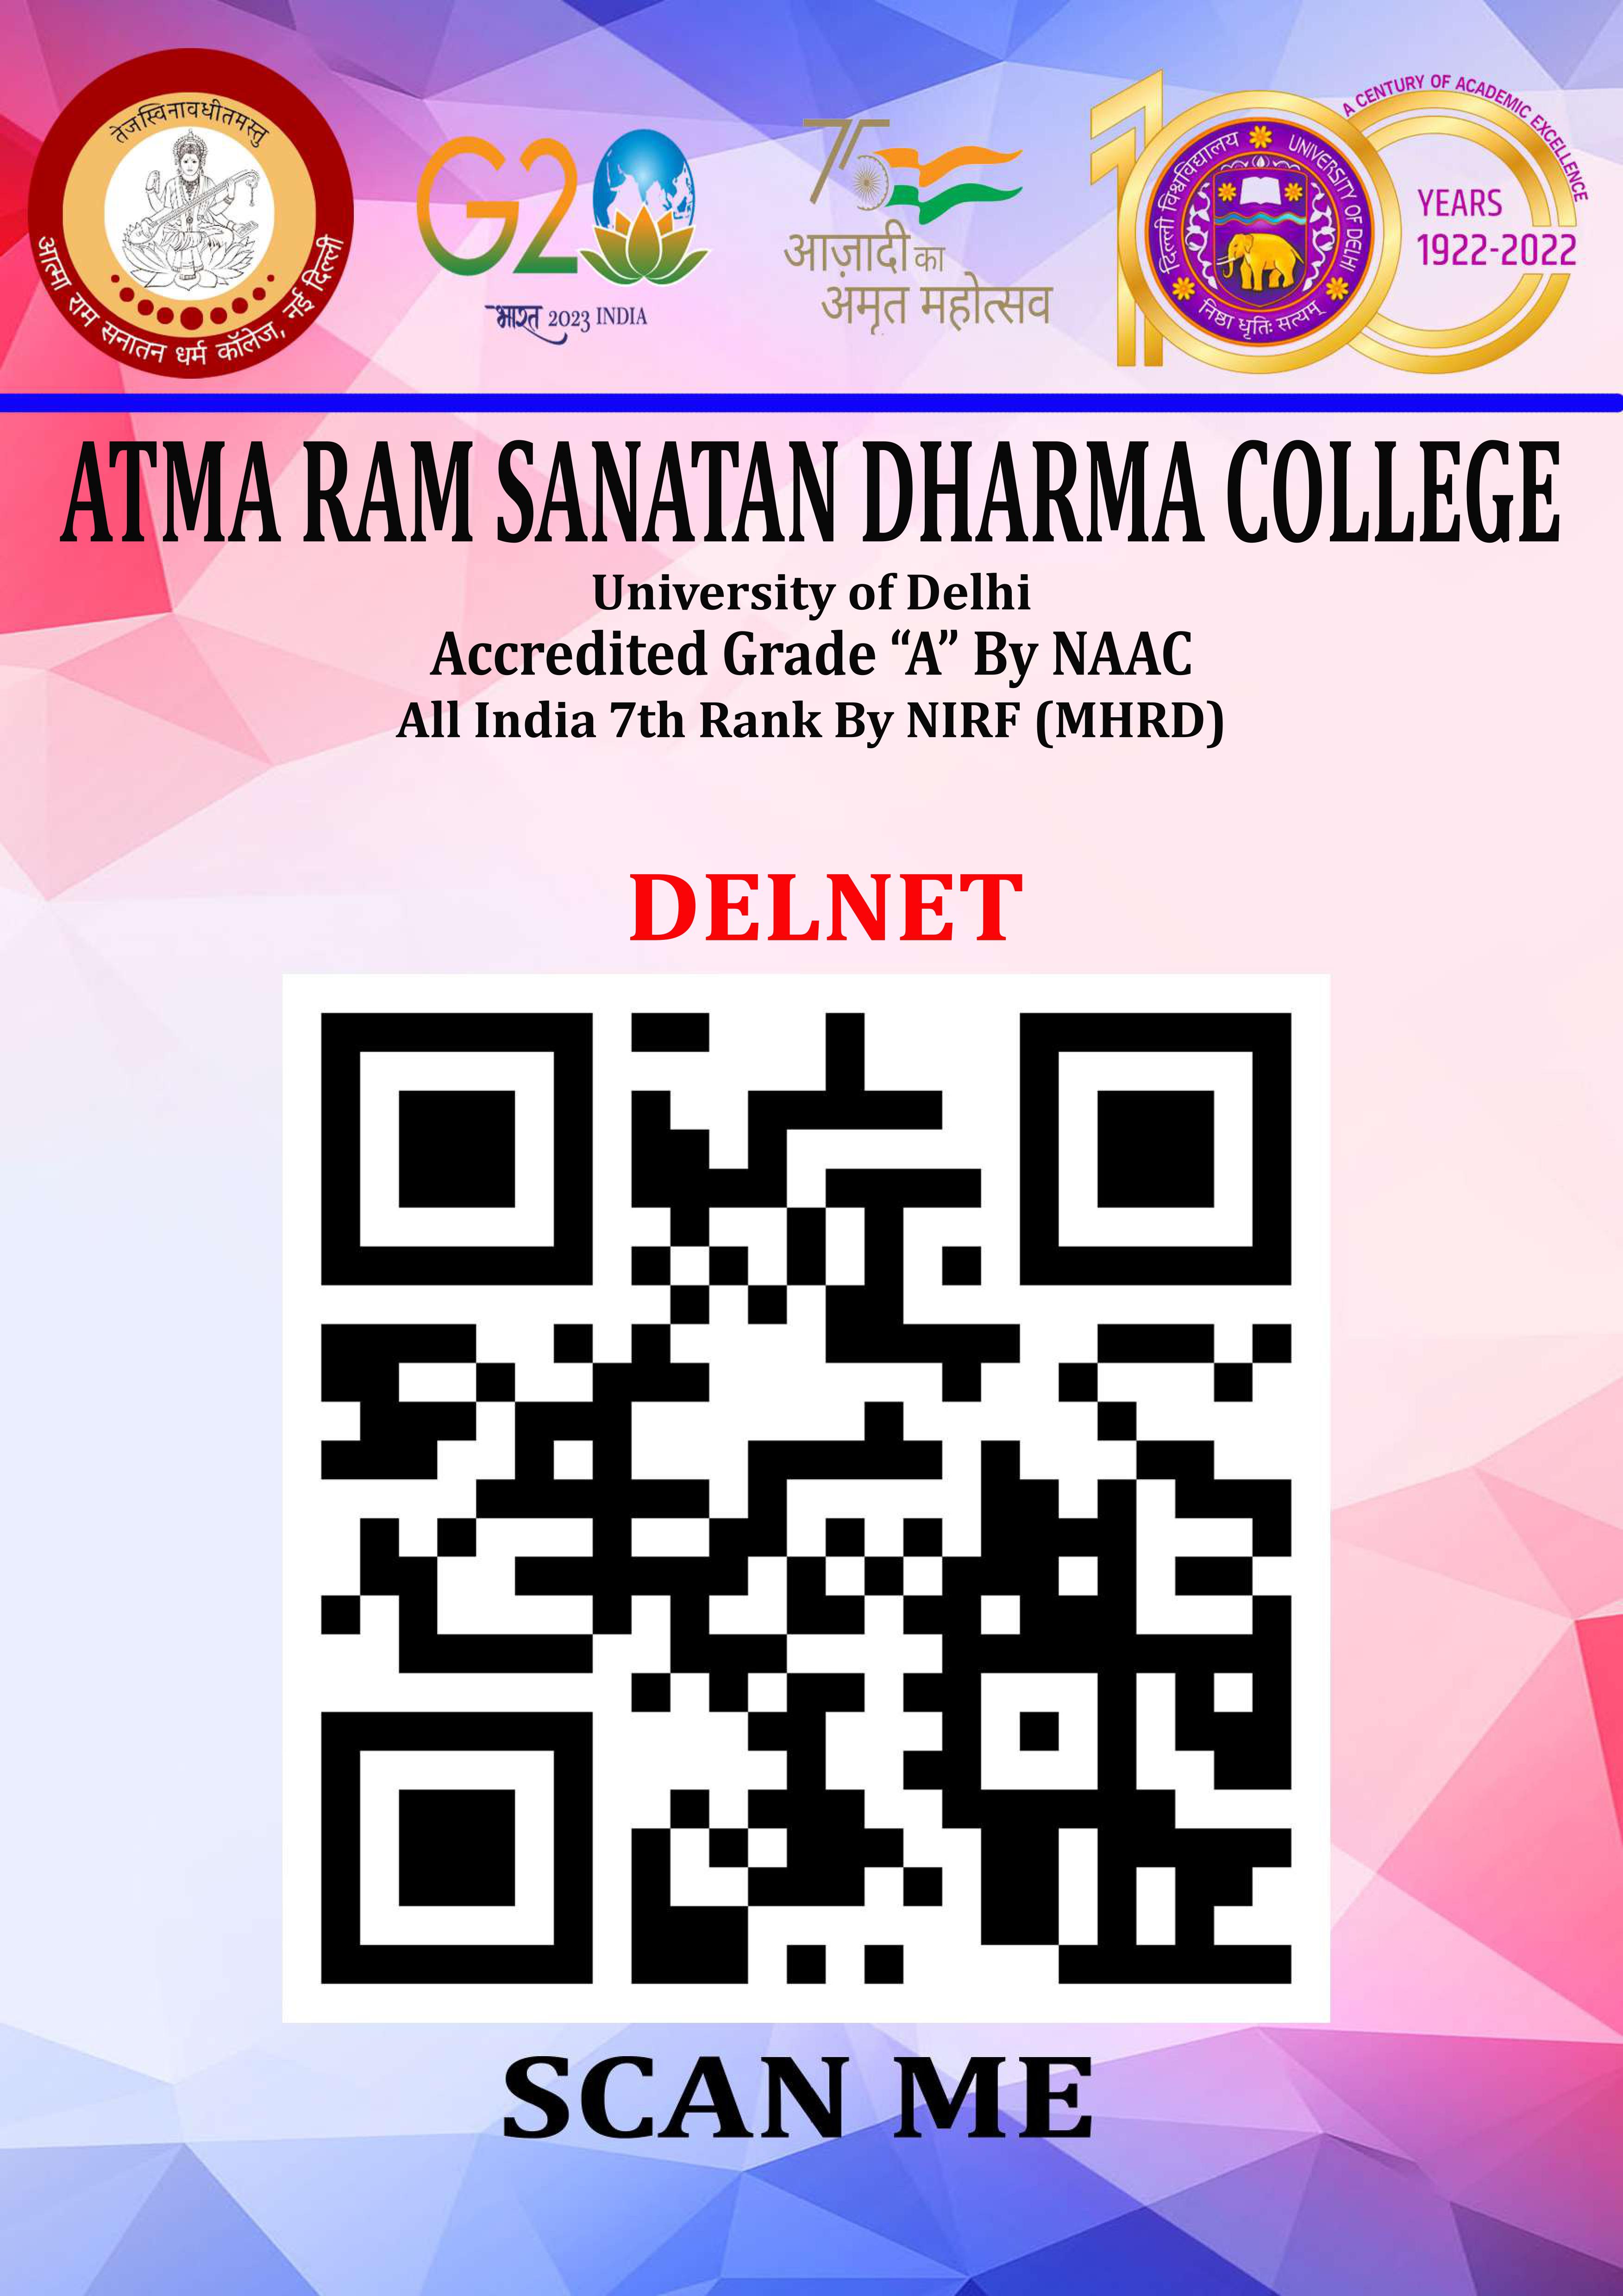 तेजस्विनावधीतमस्तु
आत्मा राम सनातन धर्म कॉलेज, नई दिल्ली
G20
भारत 2023 INDIA
75
आज़ादी का
अमृत महोत्सव
100
A CENTURY OF ACADEMIC EXCELLENCE
दिल्ली विश्वविद्यालय
UNIVERSITY OF DELHI
निष्ठा धृतिः सत्यम्
YEARS
1922-2022
ATMA RAM SANATAN DHARMA COLLEGE
University of Delhi
Accredited Grade “A” By NAAC
All India 7th Rank By NIRF (MHRD)
DELNET
SCAN ME